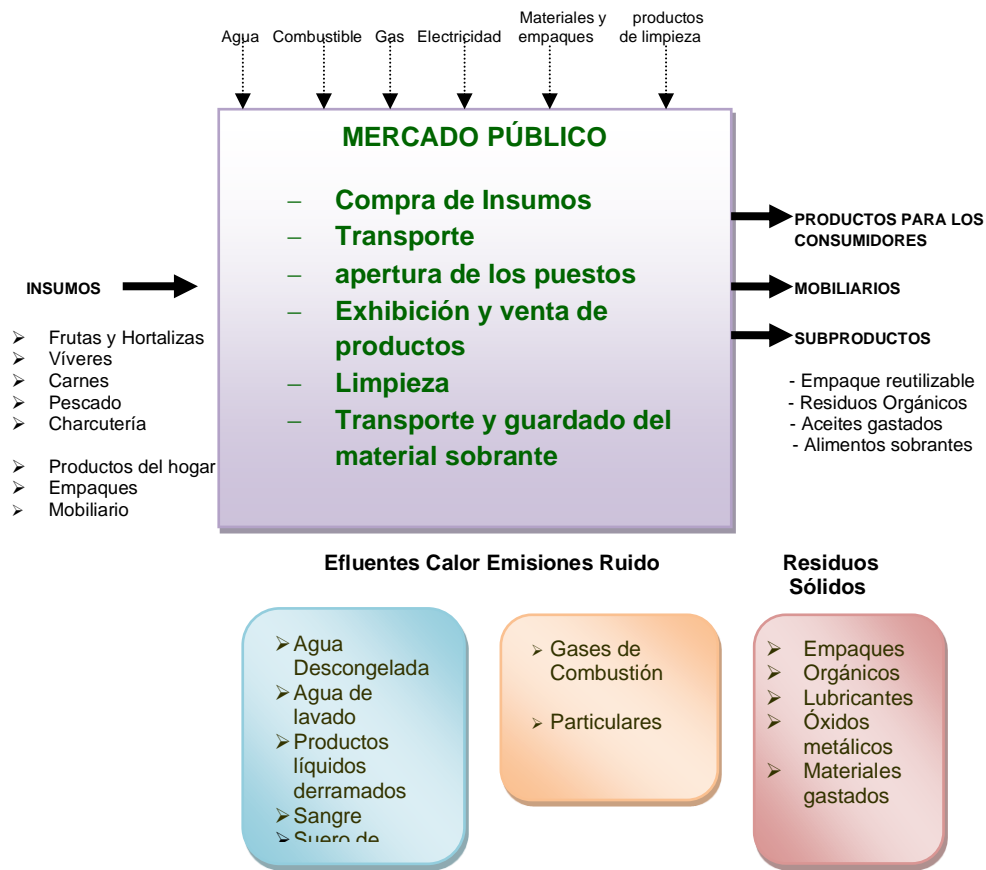 Materiales y productos
Agua Combustible Gas Electricidad empaques de limpieza
MERCADO PÚBLICO
– Compra de Insumos
– Transporte
– apertura de los puestos
– Exhibición y venta de
productos
– Limpieza
– Transporte y guardado del
material sobrante
INSUMOS
➢ Frutas y Hortalizas
➢ Víveres
➢ Carnes
➢ Pescado
➢ Charcutería
➢ Productos del hogar
➢ Empaques
➢ Mobiliario
PRODUCTOS PARA LOS
CONSUMIDORES
MOBILIARIOS
SUBPRODUCTOS
- Empaque reutilizable
- Residuos Orgánicos
- Aceites gastados
- Alimentos sobrantes
Efluentes Calor Emisiones Ruido
Residuos
Sólidos
➢ Agua
Descongelada
➢ Agua de
lavado
➢ Productos
líquidos
derramados
➢ Sangre
➢ Suero de
➢ Gases de
Combustión
➢ Particulares
➢ Empaques
➢ Orgánicos
➢ Lubricantes
➢ Óxidos
metálicos
➢ Materiales
gastados